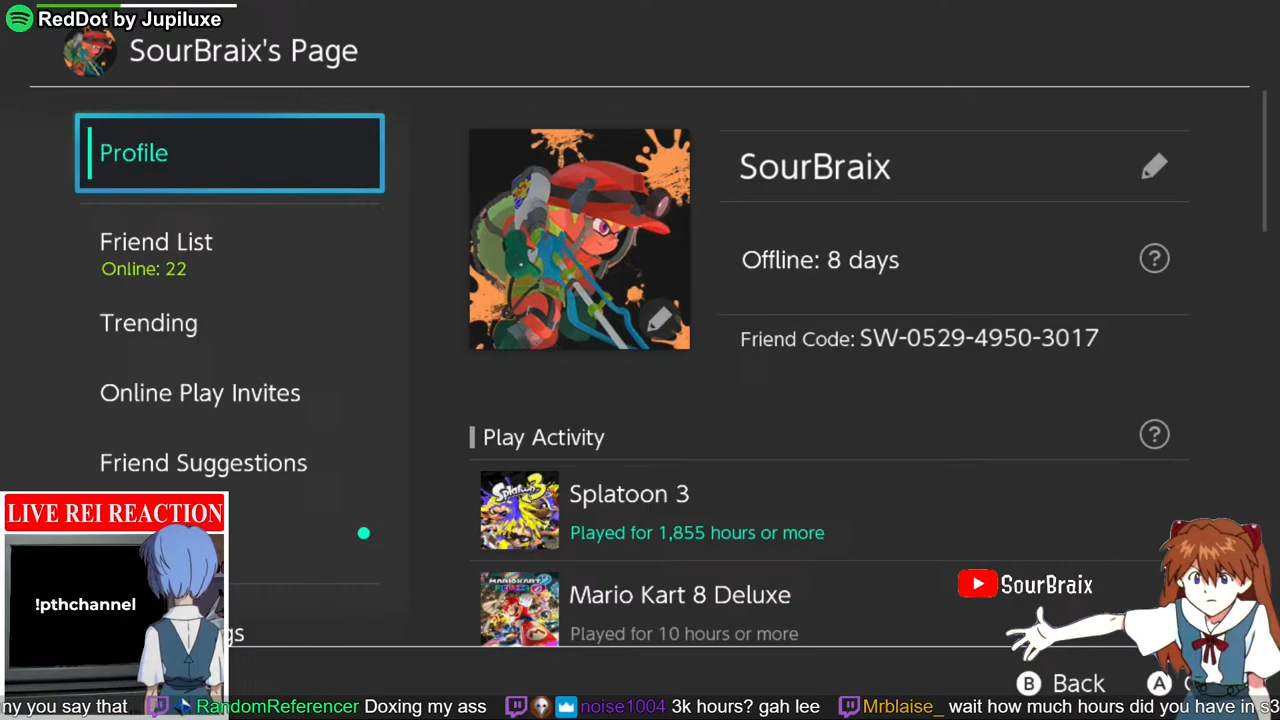 RedDot by Jupiluxe
SourBraix's Page
Profile
Friend List
Online: 22
Trending
Online Play Invites
Friend Suggestions
gs
SourBraix
Offline: 8 days
Friend Code: SW-0529-4950-3017
Play Activity
Splatoon 3
Played for 1,855 hours or more
Mario Kart 8 Deluxe
Played for 10 hours or more
LIVE REI REACTION
!pthchannel
SourBraix
B Back A
ny you say that RandomReferencer Doxing my ass noise1004 3k hours? gah lee Mrblaise_ wait how much hours did you have in s3